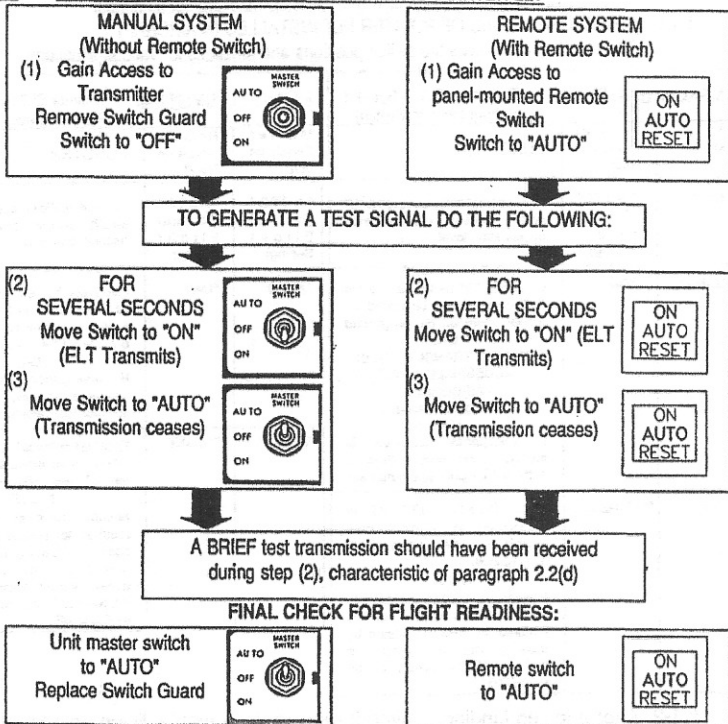 MANUAL SYSTEM
(Without Remote Switch)
(1) Gain Access to
Transmitter
Remove Switch Guard
Switch to "OFF"
MASTER
SWITCH
AUTO
OFF
ON
REMOTE SYSTEM
(With Remote Switch)
(1) Gain Access to
panel-mounted Remote
Switch
Switch to "AUTO"
ON
AUTO
RESET
TO GENERATE A TEST SIGNAL DO THE FOLLOWING:
(2) FOR
SEVERAL SECONDS
Move Switch to "ON"
(ELT Transmits)
MASTER
SWITCH
AUTO
OFF
ON
(3)
Move Switch to "AUTO"
(Transmission ceases)
MASTER
SWITCH
AUTO
OFF
ON
(2) FOR
SEVERAL SECONDS
Move Switch to "ON" (ELT
Transmits)
ON
AUTO
RESET
(3)
Move Switch to "AUTO"
(Transmission ceases)
ON
AUTO
RESET
A BRIEF test transmission should have been received
during step (2), characteristic of paragraph 2.2(d)
FINAL CHECK FOR FLIGHT READINESS:
Unit master switch
to "AUTO"
Replace Switch Guard
MASTER
SWITCH
AUTO
OFF
ON
Remote switch
to "AUTO"
ON
AUTO
RESET